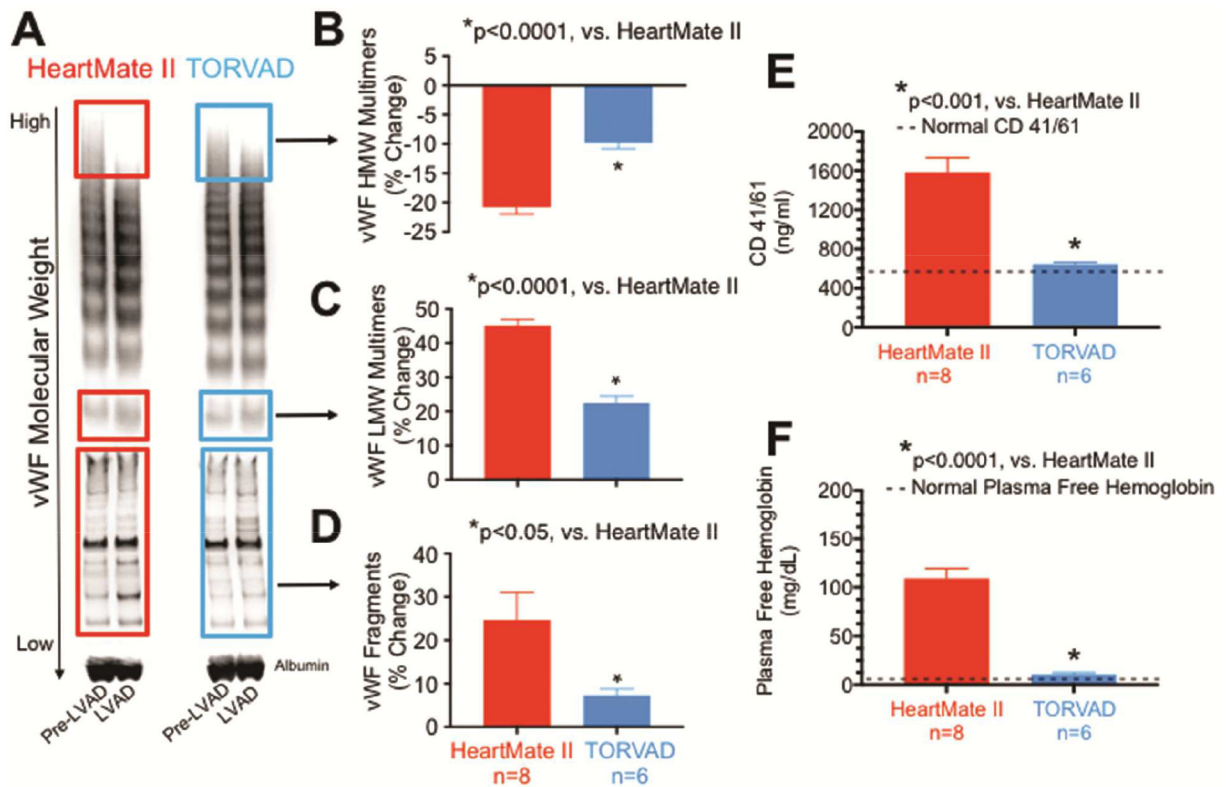 A
HeartMate II TORVAD
High
vWF Molecular Weight
Low
Albumin
Pre-LVAD
LVAD
Pre-LVAD
LVAD
B
*p<0.0001, vs. HeartMate II
vWF HMW Multimers
(% Change)
5
0
-5
-10
-15
-20
-25
*
C
*p<0.0001, vs. HeartMate II
vWF LMW Multimers
(% Change)
50
40
30
20
10
0
*
D
*p<0.05, vs. HeartMate II
vWF Fragments
(% Change)
40
30
20
10
0
*
HeartMate II TORVAD
n=8 n=6
E
*p<0.001, vs. HeartMate II
Normal CD 41/61
CD 41/61
(ng/ml)
2000
1600
1200
800
400
0
*
HeartMate II TORVAD
n=8 n=6
F
*p<0.0001, vs. HeartMate II
Normal Plasma Free Hemoglobin
Plasma Free Hemoglobin
(mg/dL)
200
150
100
50
0
*
HeartMate II TORVAD
n=8 n=6